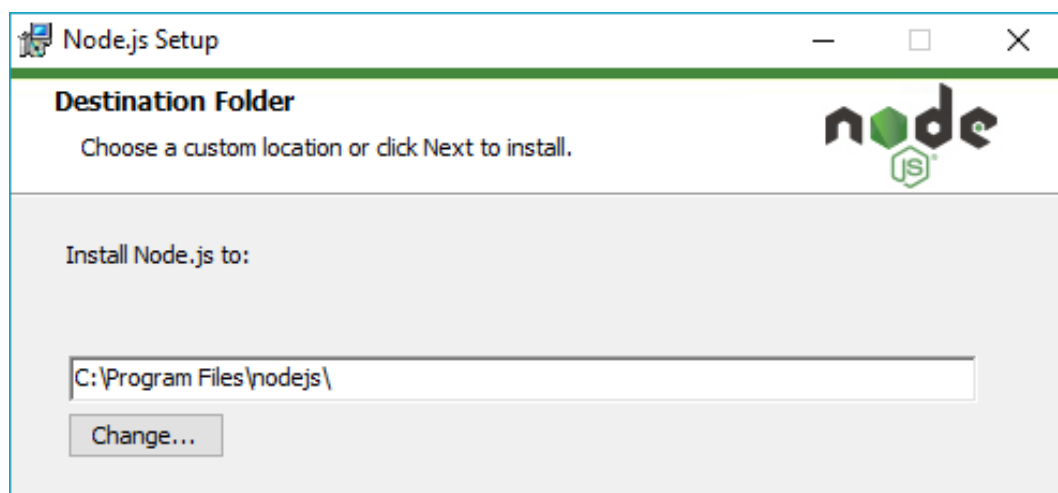 Node.js Setup
Destination Folder
Choose a custom location or click Next to install.
node
JS
Install Node.js to:
C:\Program Files\nodejs\
Change...